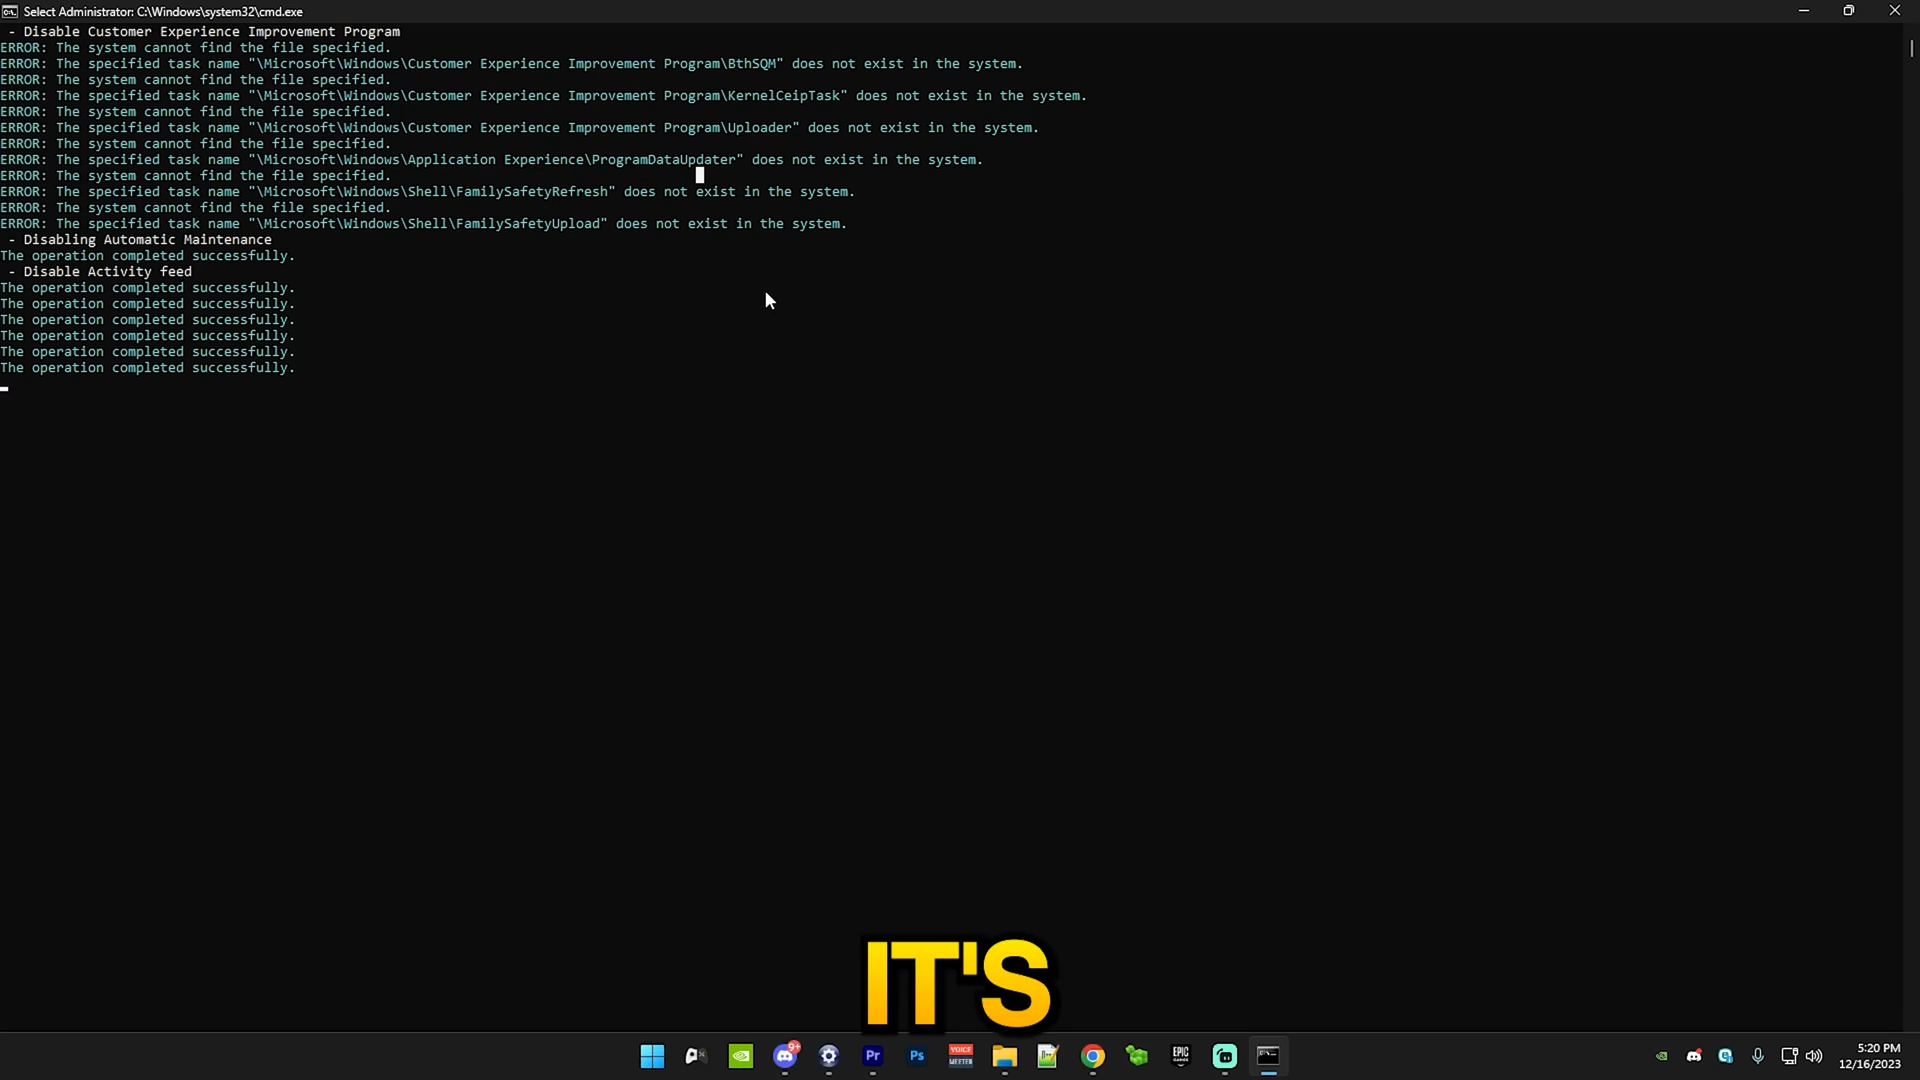 Select Administrator: C:\Windows\system32\cmd.exe
- Disable Customer Experience Improvement Program
ERROR: The system cannot find the file specified.
ERROR: The specified task name "\Microsoft\Windows\Customer Experience Improvement Program\BthSQM" does not exist in the system.
ERROR: The system cannot find the file specified.
ERROR: The specified task name "\Microsoft\Windows\Customer Experience Improvement Program\KernelCeipTask" does not exist in the system.
ERROR: The system cannot find the file specified.
ERROR: The specified task name "\Microsoft\Windows\Customer Experience Improvement Program\Uploader" does not exist in the system.
ERROR: The system cannot find the file specified.
ERROR: The specified task name "\Microsoft\Windows\Application Experience\ProgramDataUpdater" does not exist in the system.
ERROR: The system cannot find the file specified.
ERROR: The specified task name "\Microsoft\Windows\Shell\FamilySafetyRefresh" does not exist in the system.
ERROR: The system cannot find the file specified.
ERROR: The specified task name "\Microsoft\Windows\Shell\FamilySafetyUpload" does not exist in the system.
- Disabling Automatic Maintenance
The operation completed successfully.
- Disable Activity feed
The operation completed successfully.
The operation completed successfully.
The operation completed successfully.
The operation completed successfully.
The operation completed successfully.
The operation completed successfully.
IT'S
9+
Pr
Ps
VOICE
MEETER
EPIC
GAMES
5:20 PM
12/16/2023